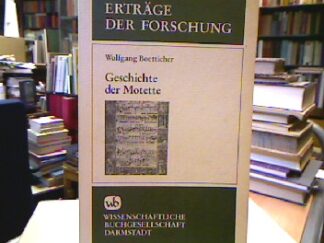 ERTRÄGE
DER FORSCHUNG
Wolfgang Boetticher
Geschichte
der Motette
wb
WISSENSCHAFTLICHE
BUCHGESELLSCHAFT
DARMSTADT